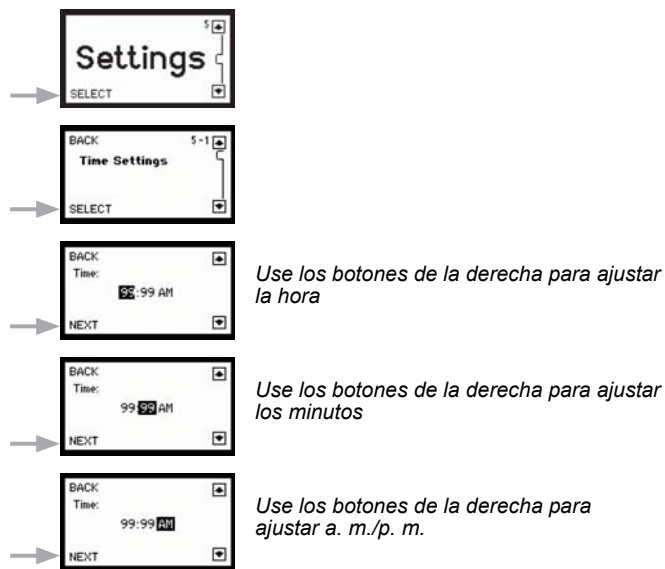 S
Settings
SELECT
BACK S-1
Time Settings
SELECT
BACK
Time:
99:99 AM
NEXT
Use los botones de la derecha para ajustar
la hora
BACK
Time:
99:99 AM
NEXT
Use los botones de la derecha para ajustar
los minutos
BACK
Time:
99:99 AM
NEXT
Use los botones de la derecha para
ajustar a. m./p. m.